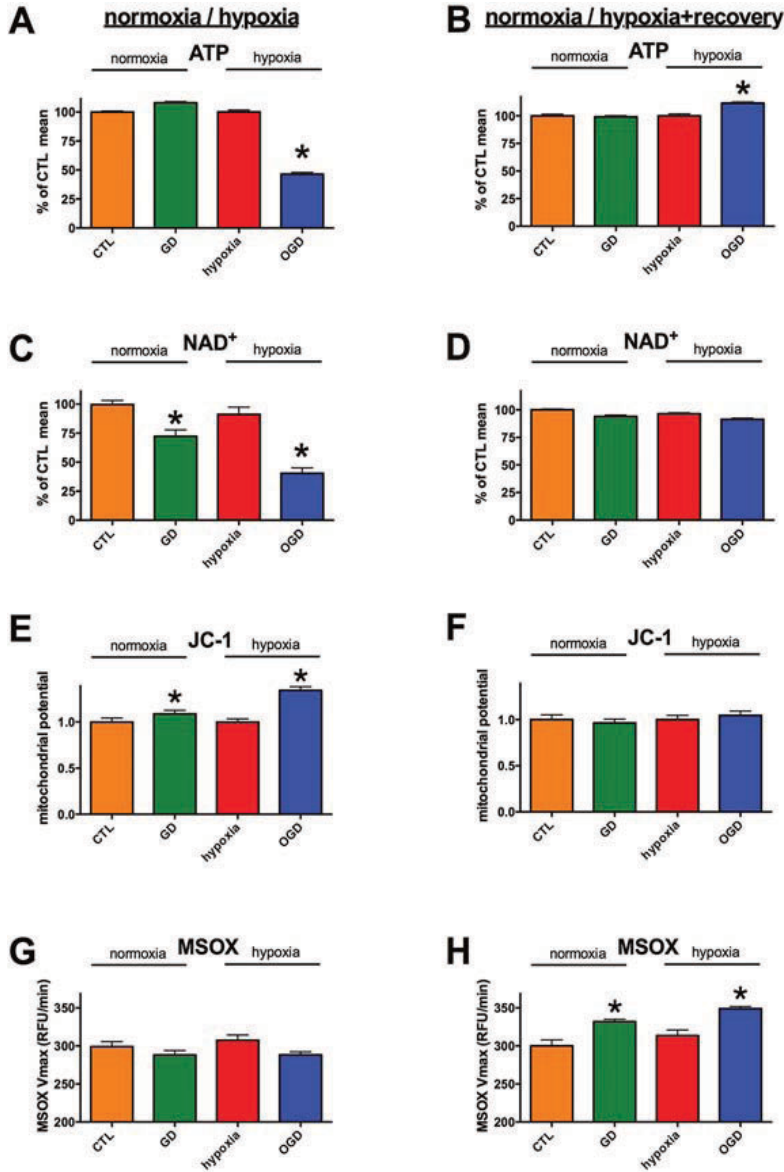 A
normoxia / hypoxia
ATP
normoxia
hypoxia
% of CTL mean
100
75
50
25
0
CTL
GD
hypoxia
OGD
*
B
normoxia / hypoxia+recovery
ATP
normoxia
hypoxia
% of CTL mean
100
75
50
25
0
CTL
GD
hypoxia
OGD
*
C
NAD⁺
normoxia
hypoxia
% of CTL mean
100
75
50
25
0
CTL
GD
hypoxia
OGD
*
*
D
NAD⁺
normoxia
hypoxia
% of CTL mean
100
75
50
25
0
CTL
GD
hypoxia
OGD
E
JC-1
normoxia
hypoxia
mitochondrial potential
1.0
0.5
0.0
CTL
GD
hypoxia
OGD
*
*
F
JC-1
normoxia
hypoxia
mitochondrial potential
1.0
0.5
0.0
CTL
GD
hypoxia
OGD
G
MSOX
normoxia
hypoxia
MSOX Vmax (RFU/min)
350
300
250
200
CTL
GD
hypoxia
OGD
H
MSOX
normoxia
hypoxia
MSOX Vmax (RFU/min)
350
300
250
200
CTL
GD
hypoxia
OGD
*
*